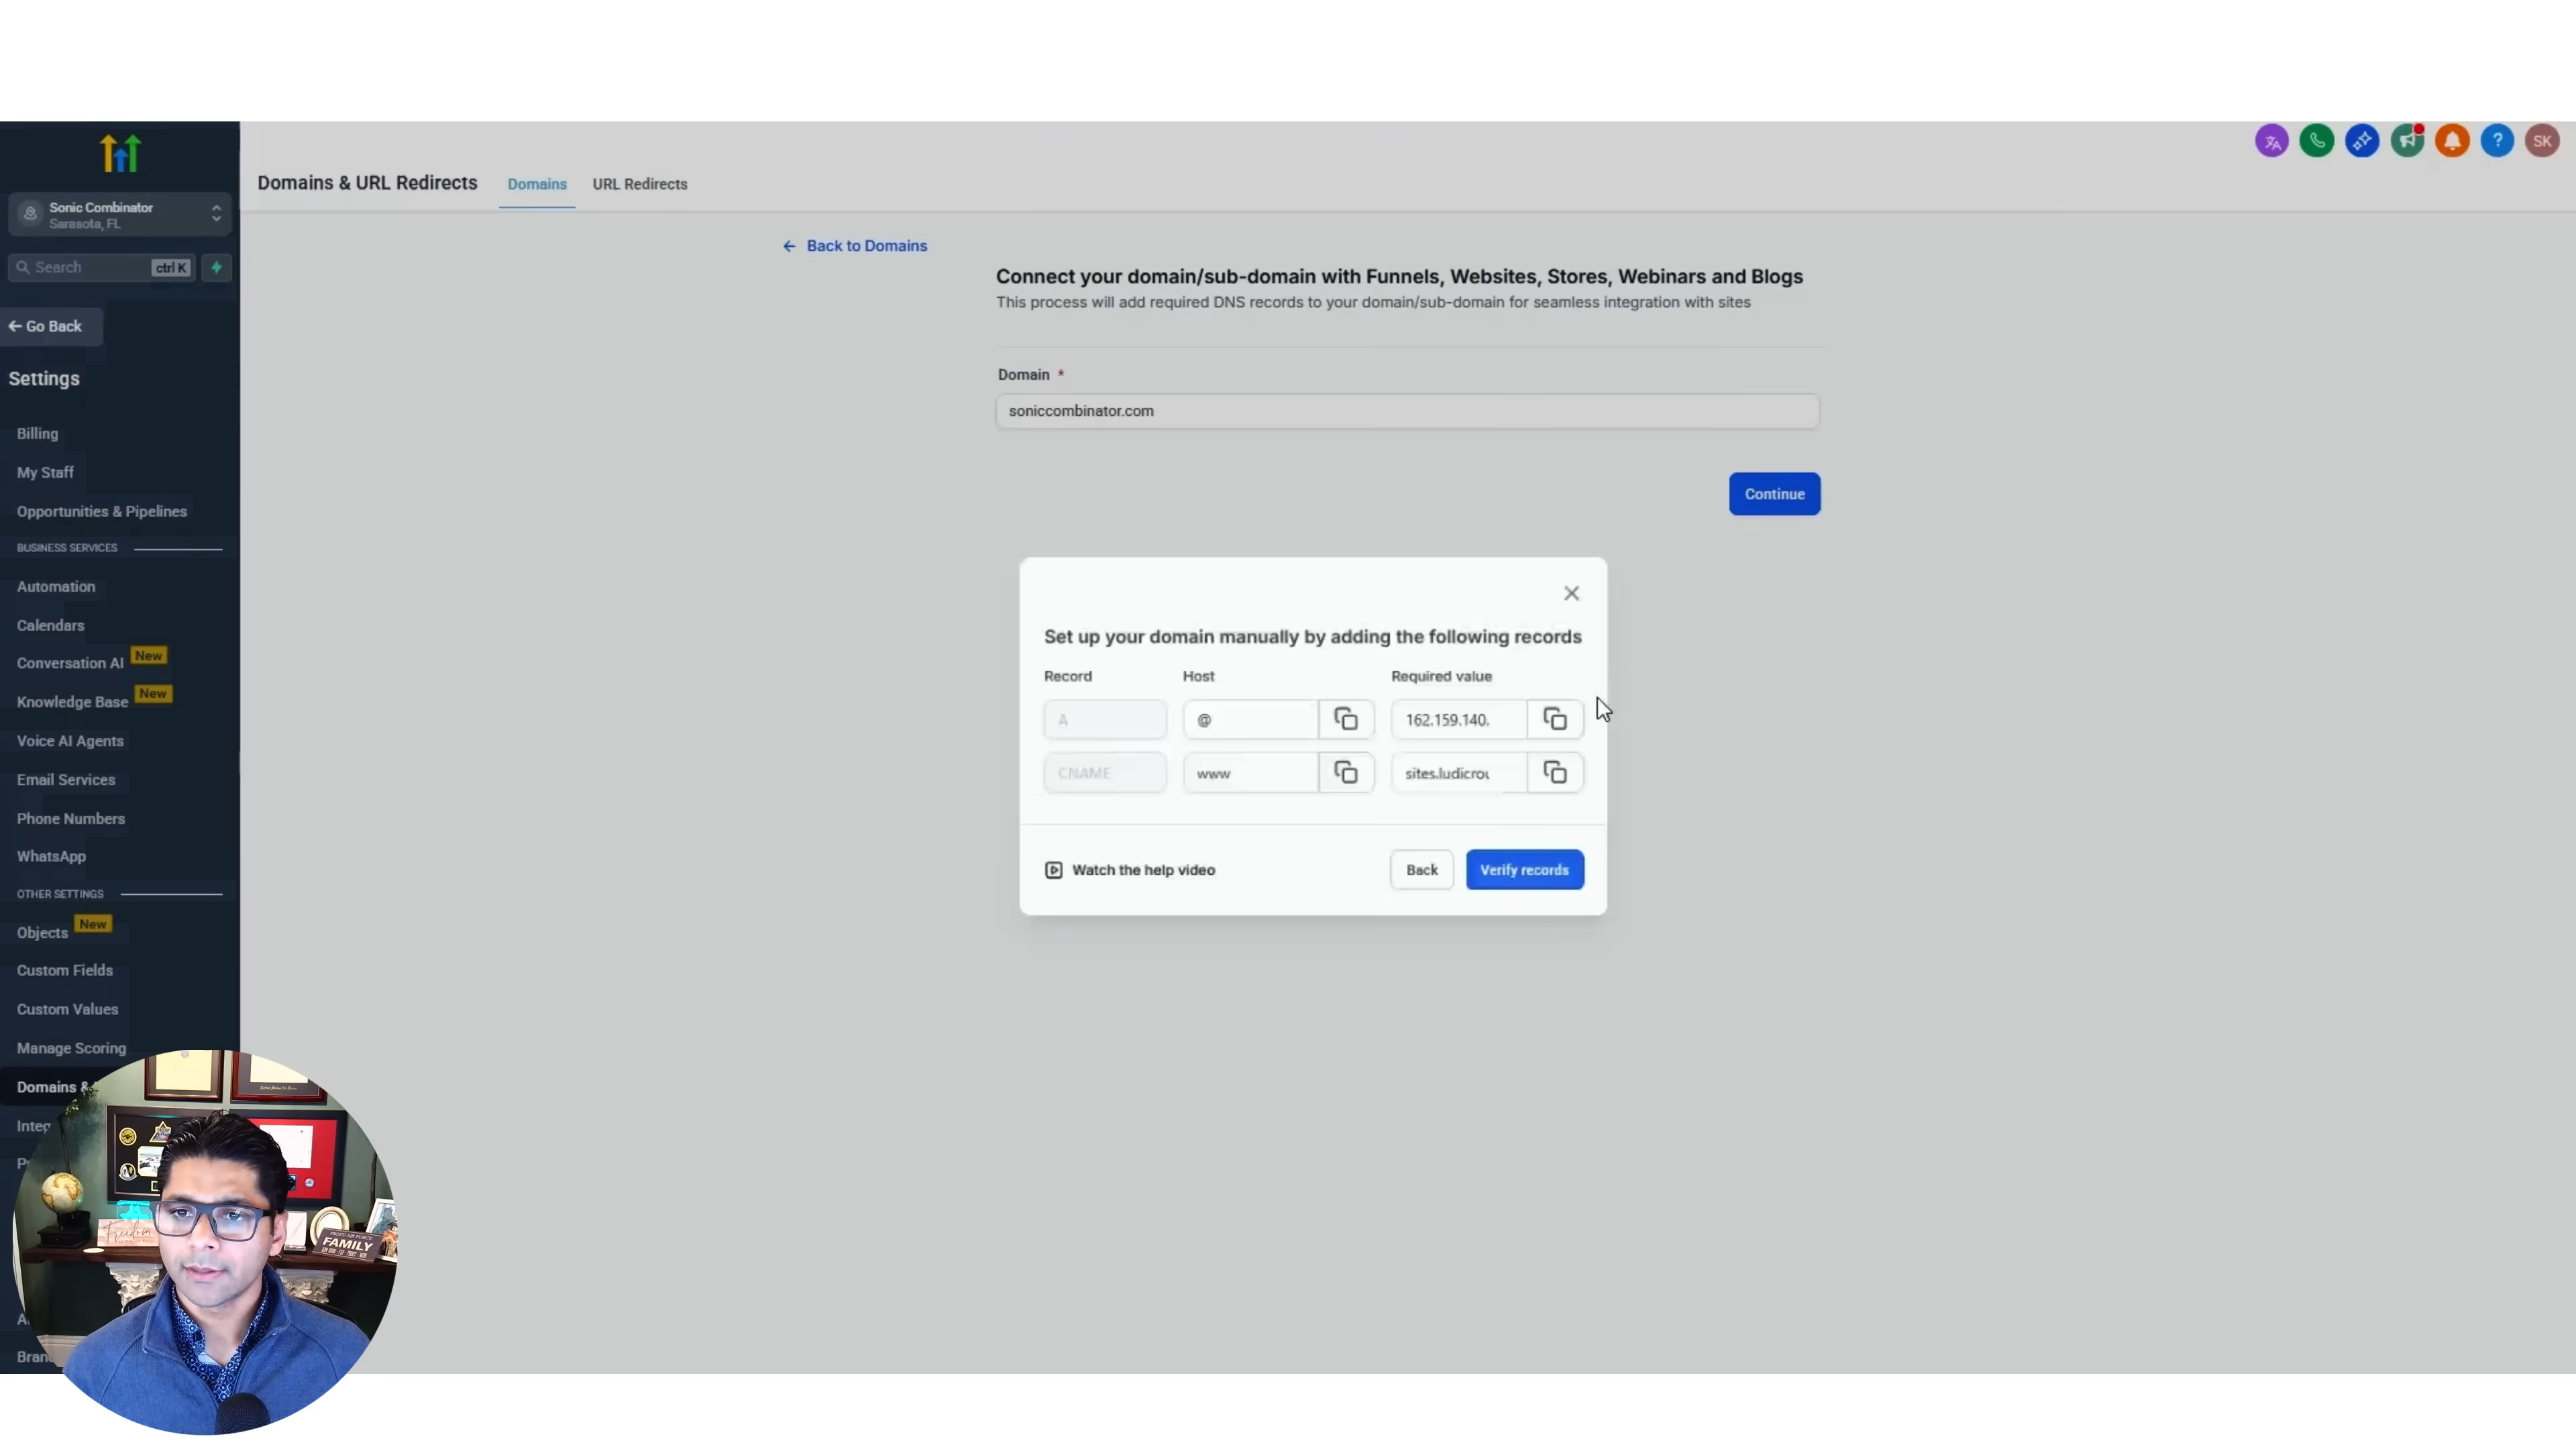 SK
Domains & URL Redirects
Domains
URL Redirects
Sonic Combinator
Sarasota, FL
Search
ctrl K
Go Back
Settings
Billing
My Staff
Opportunities & Pipelines
BUSINESS SERVICES
Automation
Calendars
Conversation AI
New
Knowledge Base
New
Voice AI Agents
Email Services
Phone Numbers
WhatsApp
OTHER SETTINGS
Objects
New
Custom Fields
Custom Values
Manage Scoring
Domains &
Integ
Brand
Back to Domains
Connect your domain/sub-domain with Funnels, Websites, Stores, Webinars and Blogs
This process will add required DNS records to your domain/sub-domain for seamless integration with sites
Domain *
soniccombinator.com
Continue
Set up your domain manually by adding the following records
Record
Host
Required value
A
@
162.159.140.
CNAME
www
sites.ludicrou
Watch the help video
Back
Verify records
Freedom
PROUD AIR FORCE
FAMILY